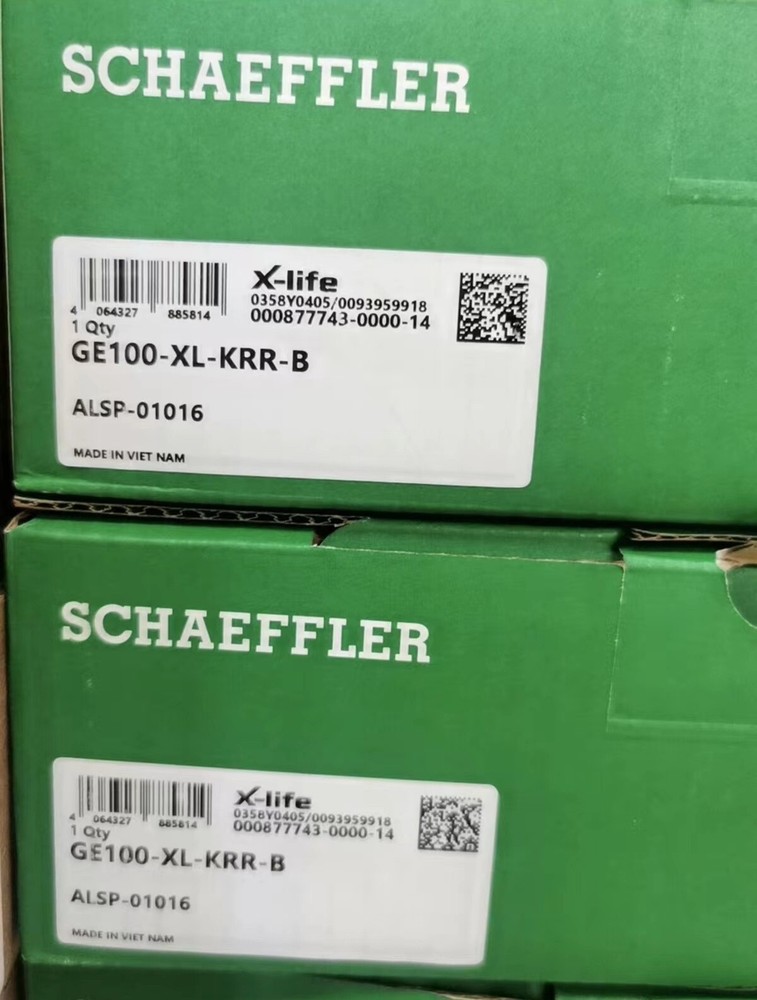 SCHAEFFLER
X-life
0358Y0405/0093959918
4 064327 885814
000877743-0000-14
1 Qty
GE100-XL-KRR-B
ALSP-01016
MADE IN VIET NAM
SCHAEFFLER
X-life
0358Y0405/0093959918
4 064327 885814
000877743-0000-14
1 Qty
GE100-XL-KRR-B
ALSP-01016
MADE IN VIET NAM